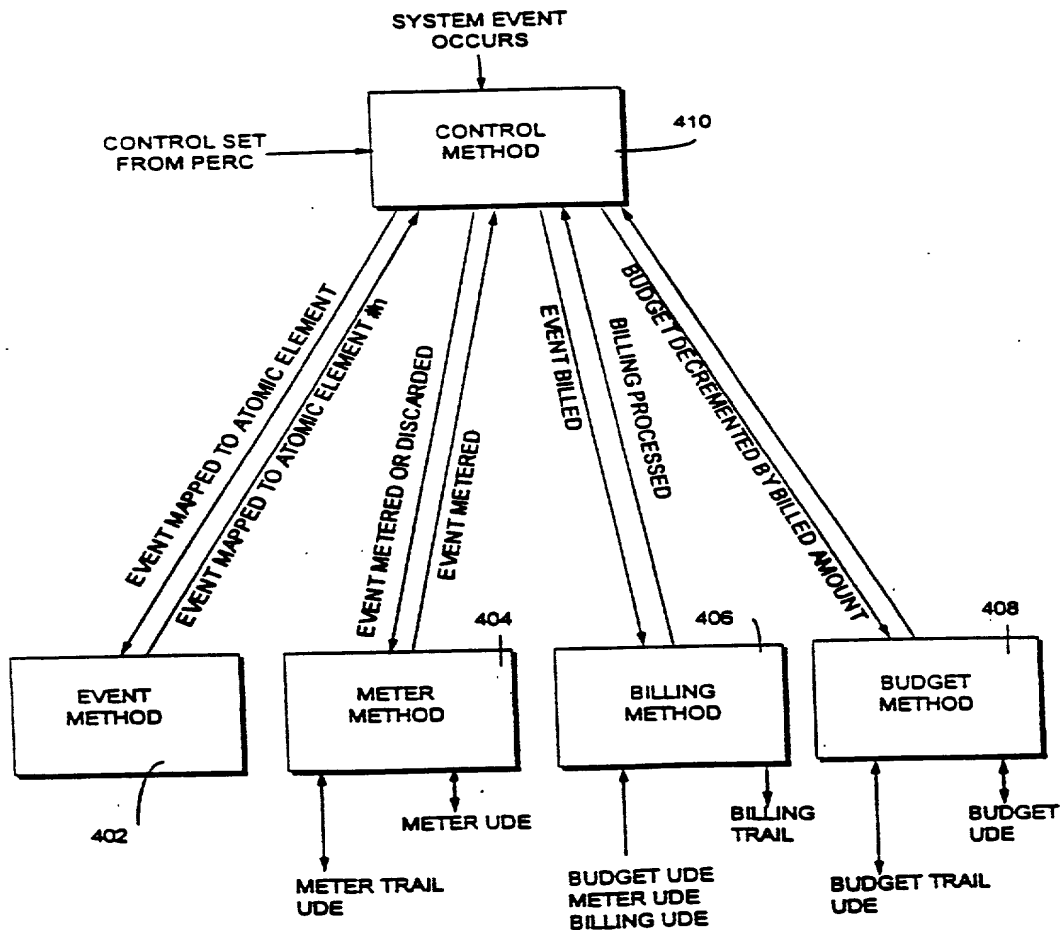 SYSTEM EVENT
OCCURS
CONTROL
METHOD
410
CONTROL SET
FROM PERC
EVENT MAPPED TO ATOMIC ELEMENT
EVENT MAPPED TO ATOMIC ELEMENT #n
EVENT METERED OR DISCARDED
EVENT METERED
EVENT BILLED
BILLING PROCESSED
BUDGET DECREMENTED BY BILLED AMOUNT
404
406
408
EVENT
METHOD
METER
METHOD
BILLING
METHOD
BUDGET
METHOD
402
METER UDE
METER TRAIL
UDE
BILLING
TRAIL
BUDGET UDE
METER UDE
BILLING UDE
BUDGET
UDE
BUDGET TRAIL
UDE